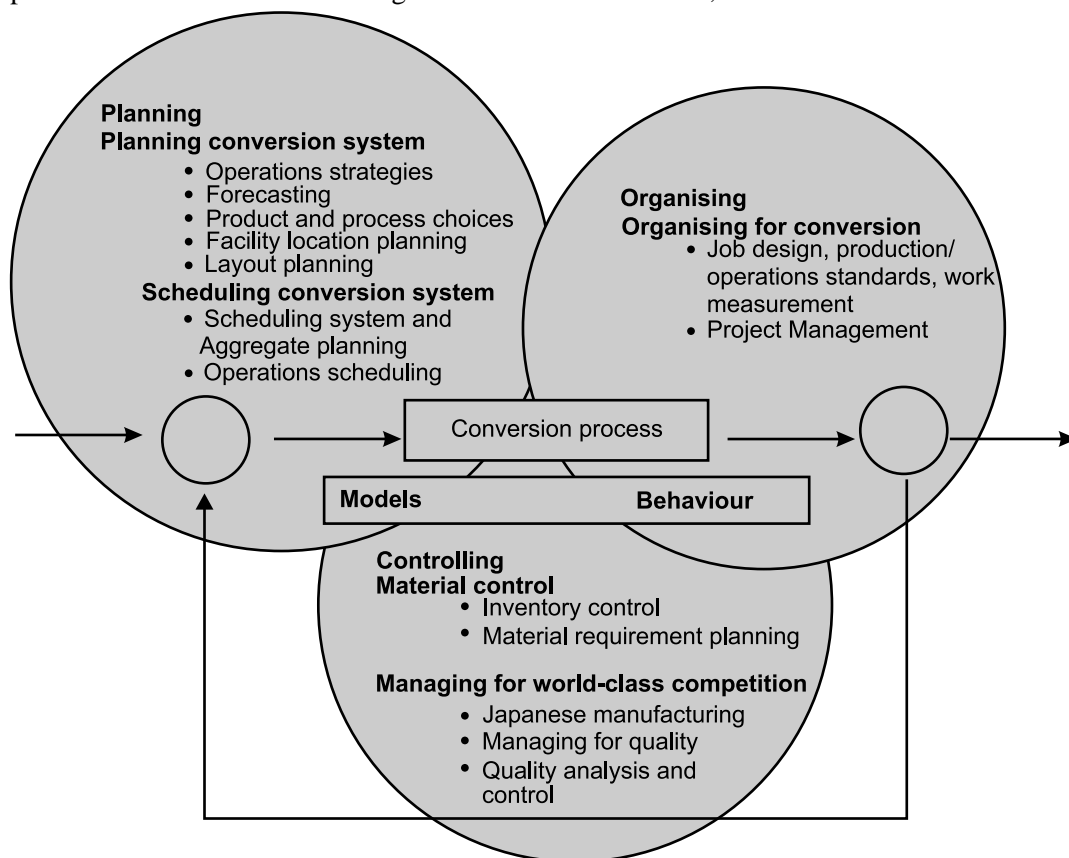 Planning
Planning conversion system
• Operations strategies
• Forecasting
• Product and process choices
• Facility location planning
• Layout planning
Scheduling conversion system
• Scheduling system and
Aggregate planning
• Operations scheduling
Organising
Organising for conversion
• Job design, production/
operations standards, work
measurement
• Project Management
Conversion process
Models
Behaviour
Controlling
Material control
• Inventory control
• Material requirement planning
Managing for world-class competition
• Japanese manufacturing
• Managing for quality
• Quality analysis and
control